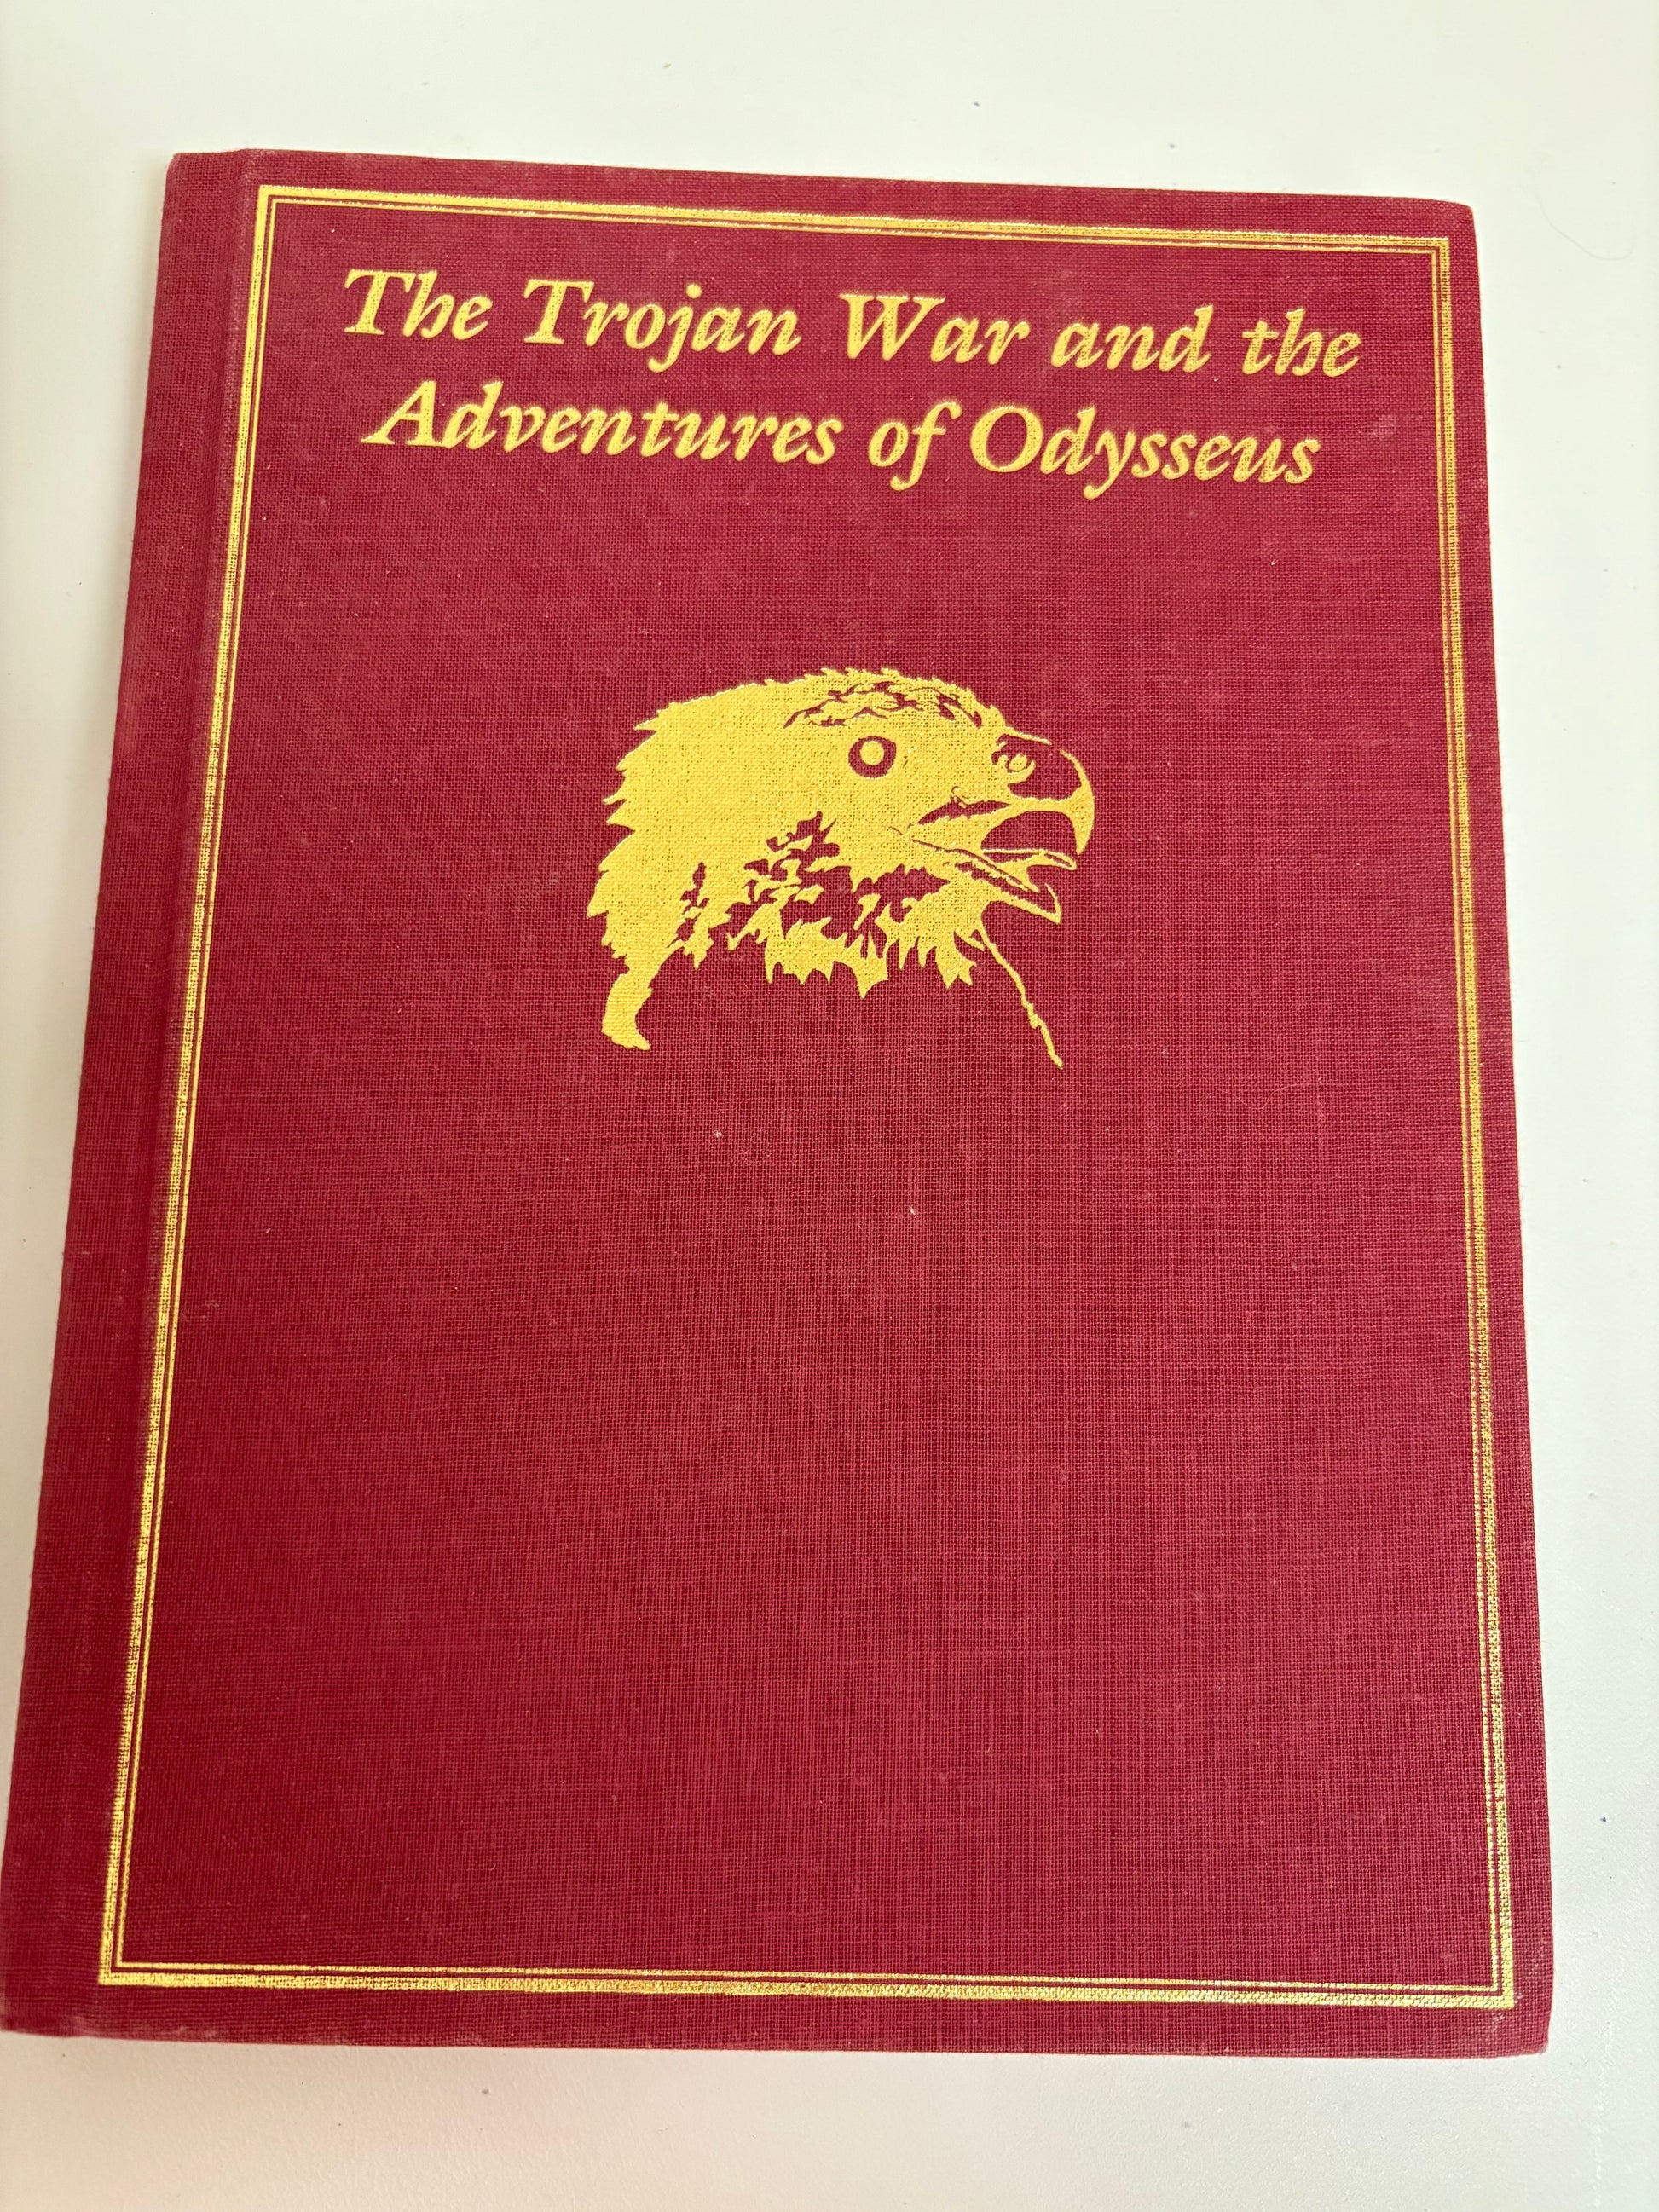 The Trojan War and the
Adventures of Odysseus